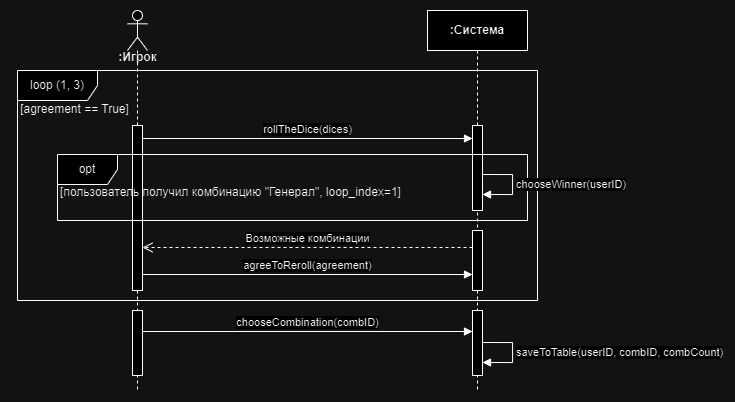 :Игрок
:Система
loop (1, 3)
[agreement == True]
rollTheDice(dices)
opt
[пользователь получил комбинацию "Генерал", loop_index=1]
chooseWinner(userID)
Возможные комбинации
agreeToReroll(agreement)
chooseCombination(combID)
saveToTable(userID, combID, combCount)